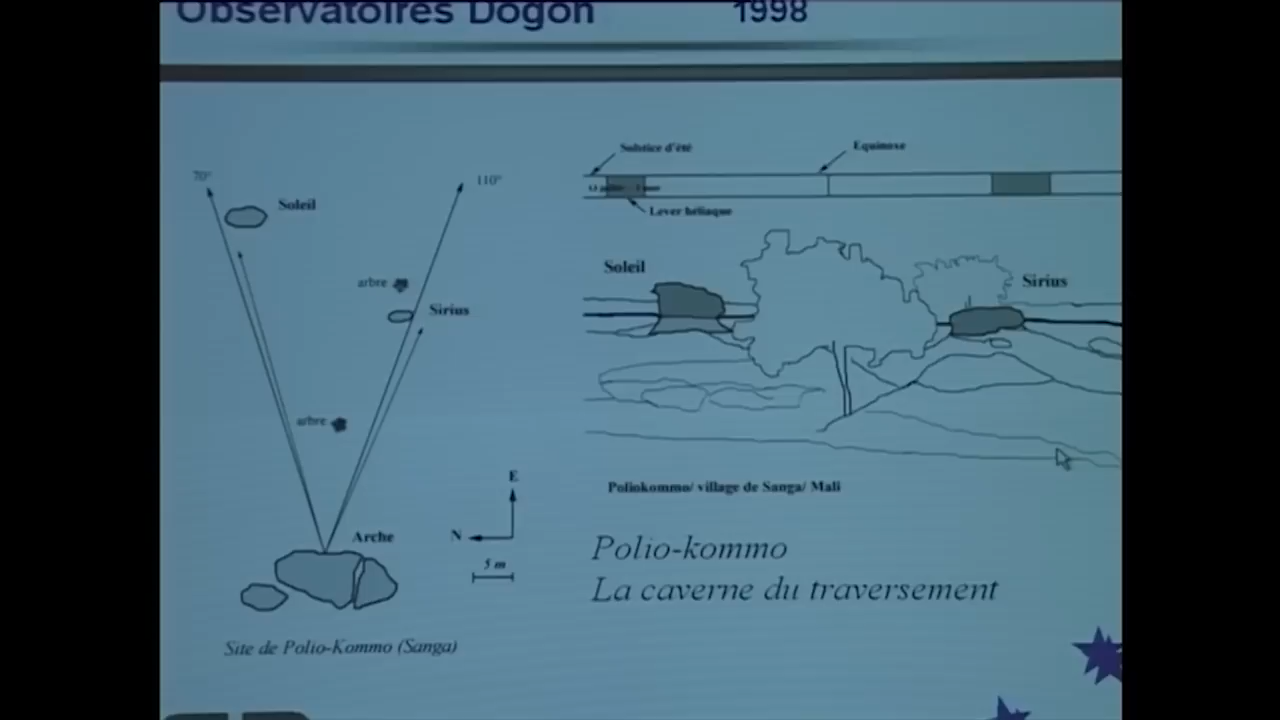 Observatoires Dogon 1998
70°
110°
Soleil
arbre
Sirius
arbre
Arche
N
E
5 m
Site de Polio-Kommo (Sanga)
Solstice d'été
Equinoxe
Lever héliaque
Soleil
Sirius
Poliokommo/ village de Sanga/ Mali
Polio-kommo
La caverne du traversement